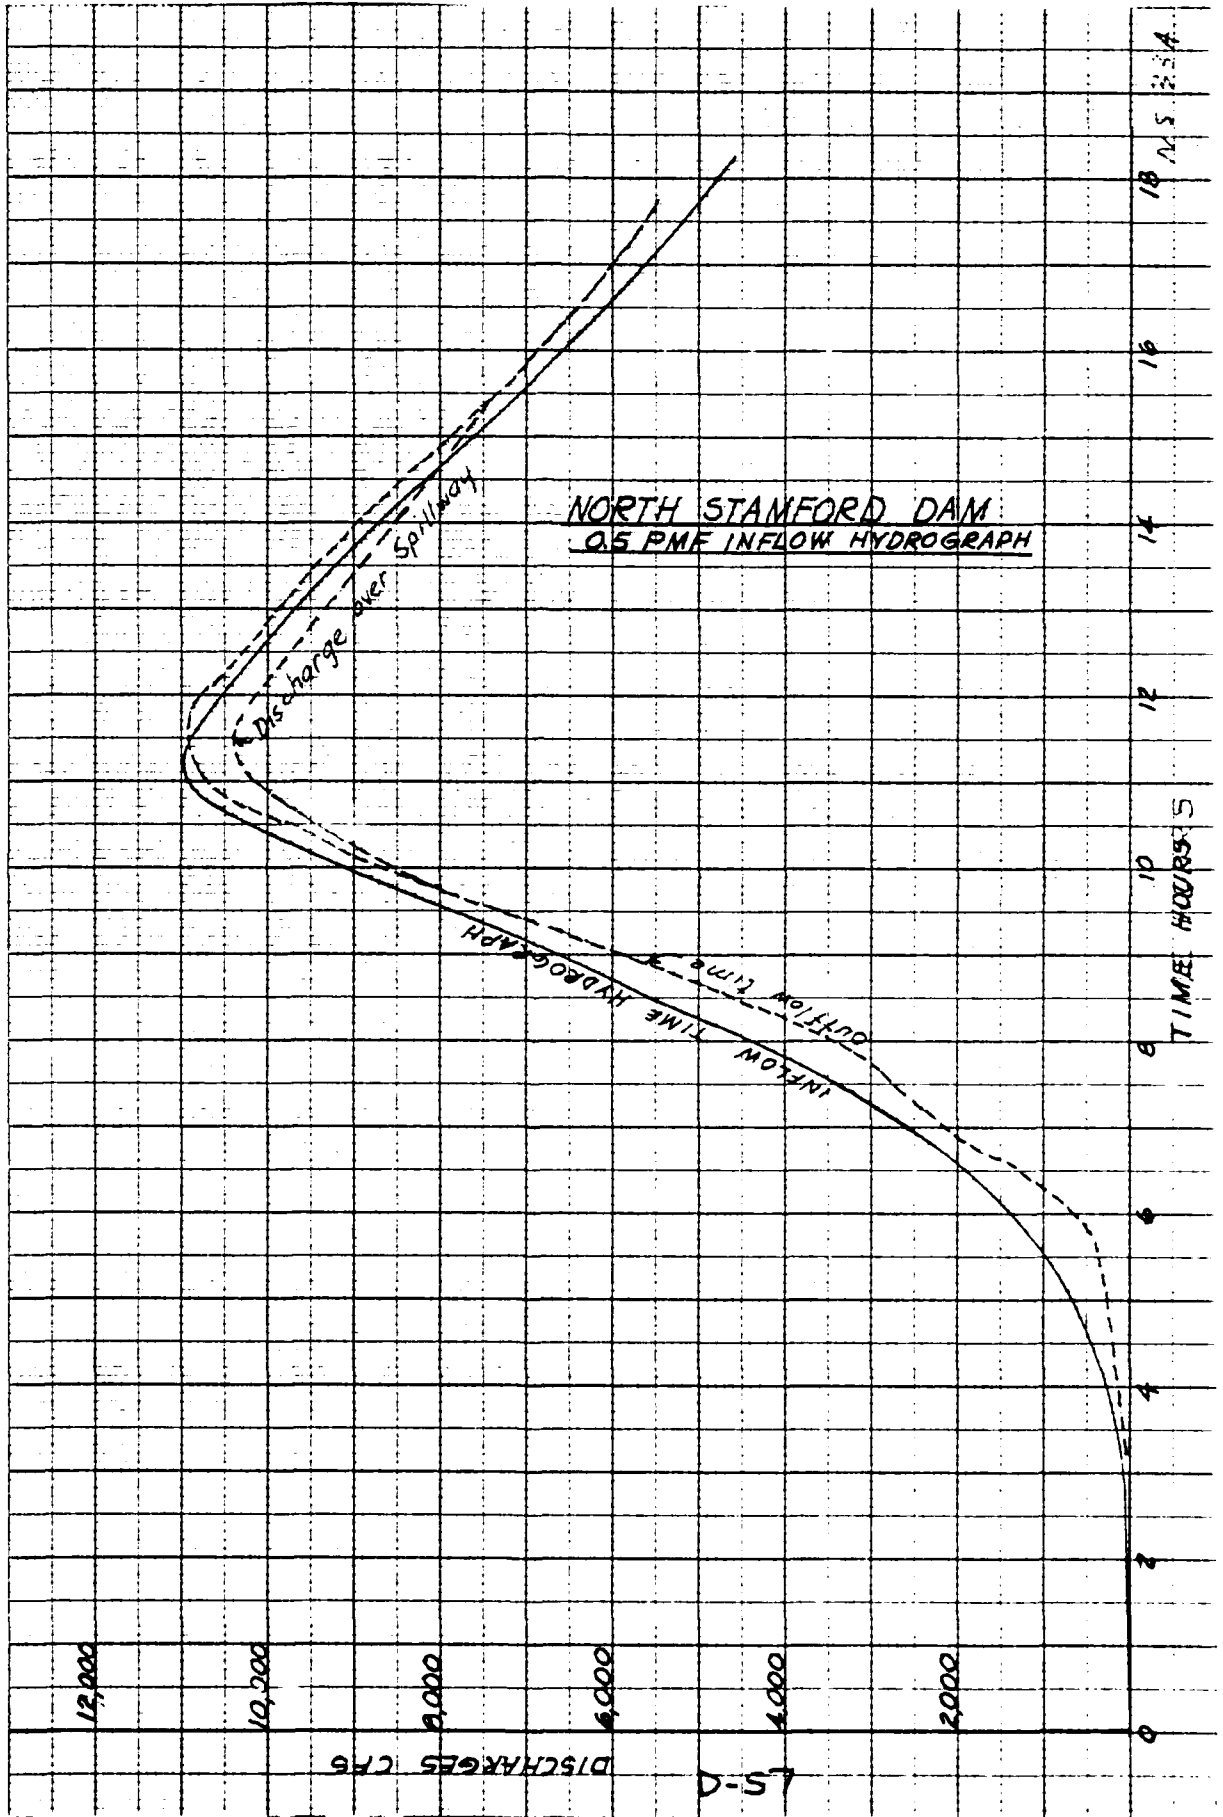 NORTH STAMFORD DAM
0.5 PMF INFLOW HYDROGRAPH
Discharge over Spillway
INFLOW TIME HYDROGRAPH
outflow time
DISCHARGES CFS
12,000
10,000
8,000
6,000
4,000
2,000
0
2
4
6
8
10
12
14
16
18
TIME HOURS
D-57